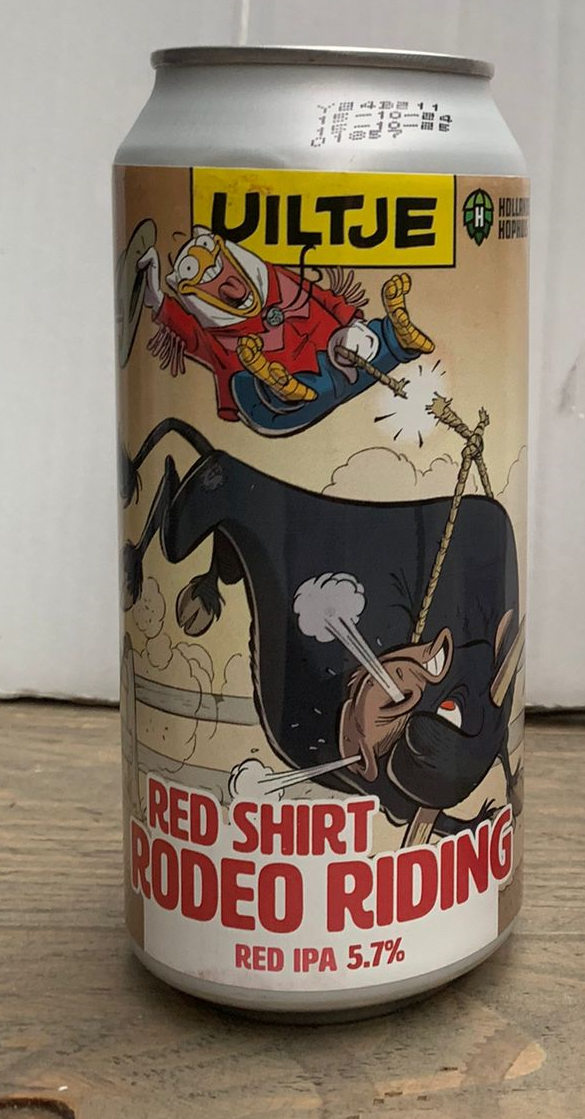 UILTJE
RED SHIRT
RODEO RIDING
RED IPA 5.7%